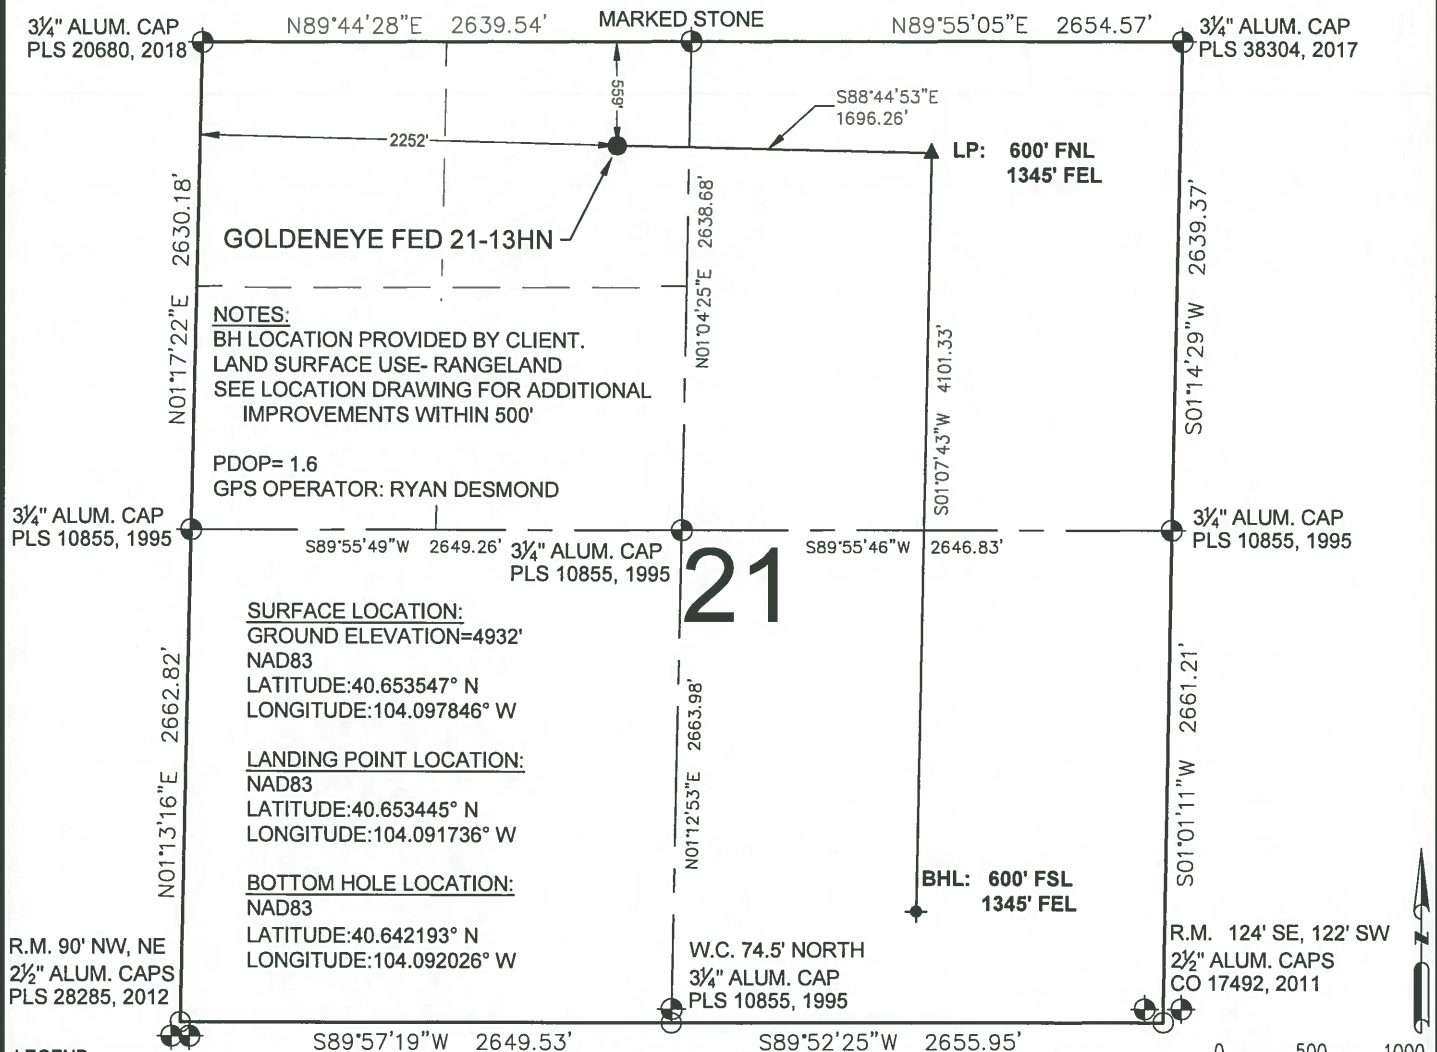 3¼" ALUM. CAP
PLS 20680, 2018
N89°44'28"E 2639.54'
MARKED STONE
N89°55'05"E 2654.57'
3¼" ALUM. CAP
PLS 38304, 2017
559'
2252'
S88°44'53"E
1696.26'
LP: 600' FNL
1345' FEL
GOLDENEYE FED 21-13HN
N01°17'22"E 2630.18'
N01°04'25"E 2638.68'
S01°07'43"W 4101.33'
S01°14'29"W 2639.37'
NOTES:
BH LOCATION PROVIDED BY CLIENT.
LAND SURFACE USE- RANGELAND
SEE LOCATION DRAWING FOR ADDITIONAL
IMPROVEMENTS WITHIN 500'
PDOP= 1.6
GPS OPERATOR: RYAN DESMOND
3¼" ALUM. CAP
PLS 10855, 1995
S89°55'49"W 2649.26'
3¼" ALUM. CAP
PLS 10855, 1995
21
S89°55'46"W 2646.83'
3¼" ALUM. CAP
PLS 10855, 1995
SURFACE LOCATION:
GROUND ELEVATION=4932'
NAD83
LATITUDE:40.653547° N
LONGITUDE:104.097846° W
LANDING POINT LOCATION:
NAD83
LATITUDE:40.653445° N
LONGITUDE:104.091736° W
BOTTOM HOLE LOCATION:
NAD83
LATITUDE:40.642193° N
LONGITUDE:104.092026° W
N01°13'16"E 2662.82'
N01°12'53"E 2663.98'
S01°01'11"W 2661.21'
BHL: 600' FSL
1345' FEL
R.M. 90' NW, NE
2½" ALUM. CAPS
PLS 28285, 2012
W.C. 74.5' NORTH
3¼" ALUM. CAP
PLS 10855, 1995
R.M. 124' SE, 122' SW
2½" ALUM. CAPS
CO 17492, 2011
N
S89°57'19"W 2649.53'
S89°52'25"W 2655.95'
LEGEND
0 500 1000